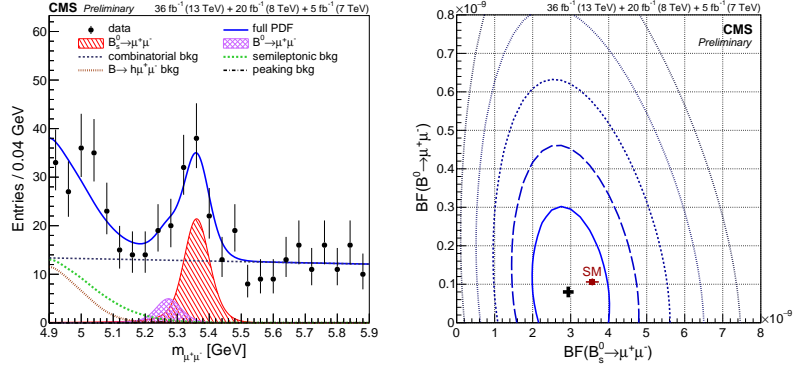 CMS Preliminary 36 fb⁻¹ (13 TeV) + 20 fb⁻¹ (8 TeV) + 5 fb⁻¹ (7 TeV)
data full PDF
B⁰ₛ→μ⁺μ⁻ B⁰→μ⁺μ⁻
combinatorial bkg semileptonic bkg
B→ hμ⁺μ⁻ bkg peaking bkg
Entries / 0.04 GeV
60
50
40
30
20
10
0
4.9 5 5.1 5.2 5.3 5.4 5.5 5.6 5.7 5.8 5.9
m_μ⁺μ⁻ [GeV]
×10⁻⁹ 36 fb⁻¹ (13 TeV) + 20 fb⁻¹ (8 TeV) + 5 fb⁻¹ (7 TeV)
CMS
Preliminary
BF(B⁰→μ⁺μ⁻)
0.8
0.7
0.6
0.5
0.4
0.3
0.2
SM
0.1
0
0 1 2 3 4 5 6 7 8
×10⁻⁹
BF(B⁰ₛ→μ⁺μ⁻)